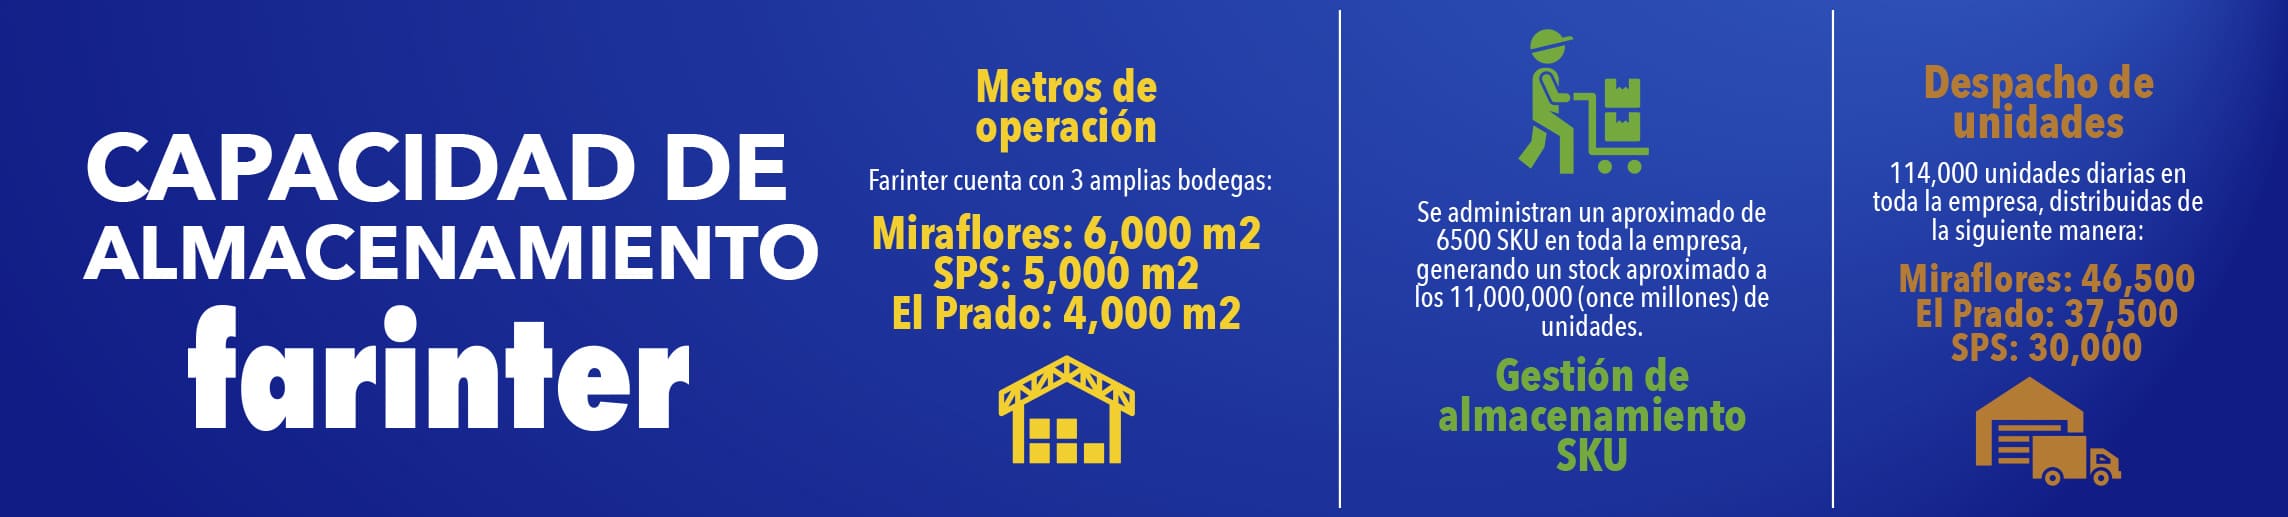 CAPACIDAD DE
ALMACENAMIENTO
farinter
Metros de
operación
Farinter cuenta con 3 amplias bodegas:
Miraflores: 6,000 m2
SPS: 5,000 m2
El Prado: 4,000 m2
Se administran un aproximado de
6500 SKU en toda la empresa,
generando un stock aproximado a
los 11,000,000 (once millones) de
unidades.
Gestión de
almacenamiento
SKU
Despacho de
unidades
114,000 unidades diarias en
toda la empresa, distribuidas de
la siguiente manera:
Miraflores: 46,500
El Prado: 37,500
SPS: 30,000